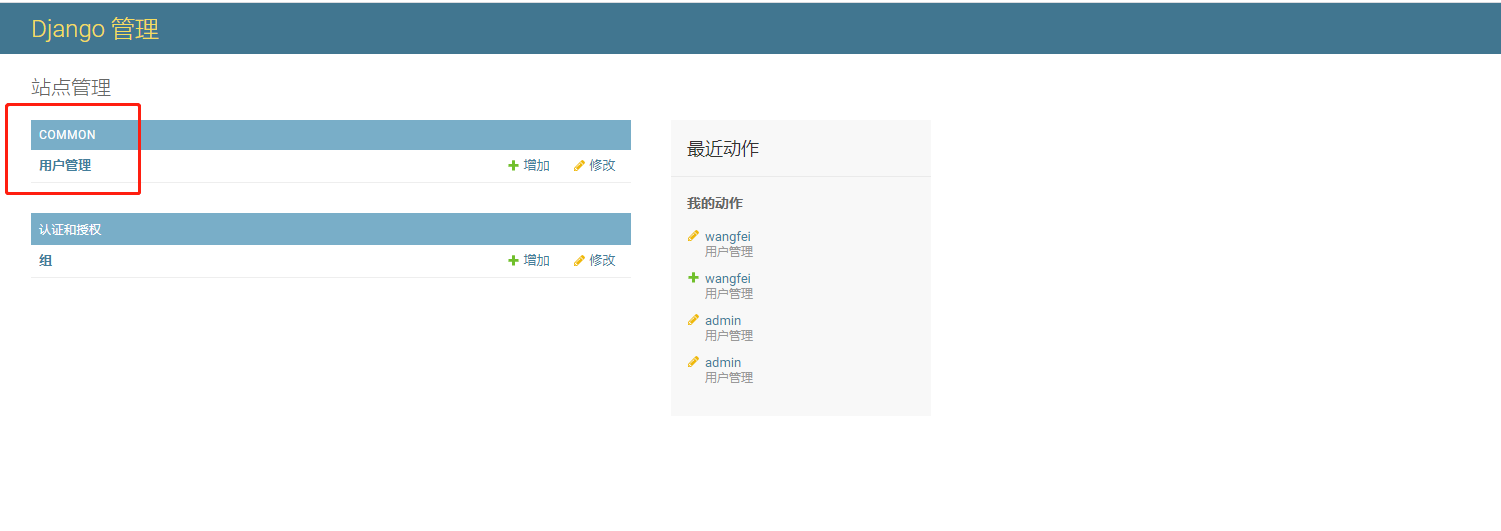 Django 管理
站点管理
COMMON
用户管理 增加 修改
认证和授权
组 增加 修改
最近动作
我的动作
wangfei
用户管理
wangfei
用户管理
admin
用户管理
admin
用户管理